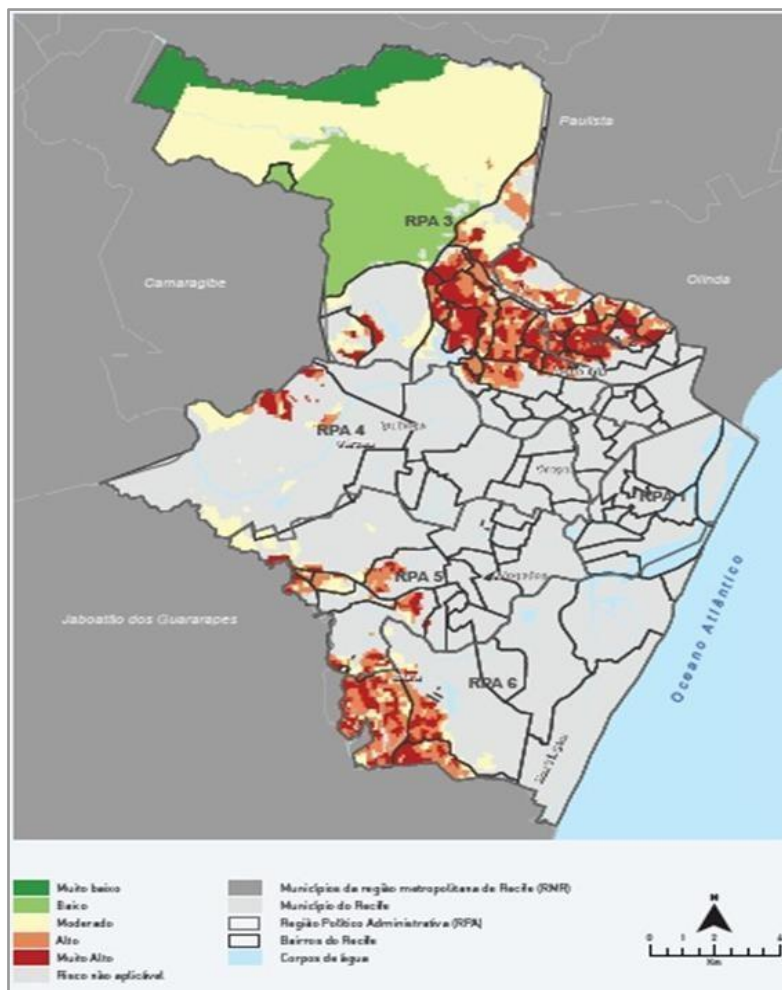 Paulista
RPA 3
Camaragibe
Olinda
RPA 4
RPA 1
RPA 5
Jaboatão dos Guararapes
RPA 6
Oceano Atlântico
Muito baixo
Baixo
Moderado
Alto
Muito Alto
Risco não aplicável
Municípios da região metropolitana de Recife (RMR)
Município do Recife
Região Político Administrativa (RPA)
Bairros do Recife
Corpos de água
N
0 1 2 4
Km